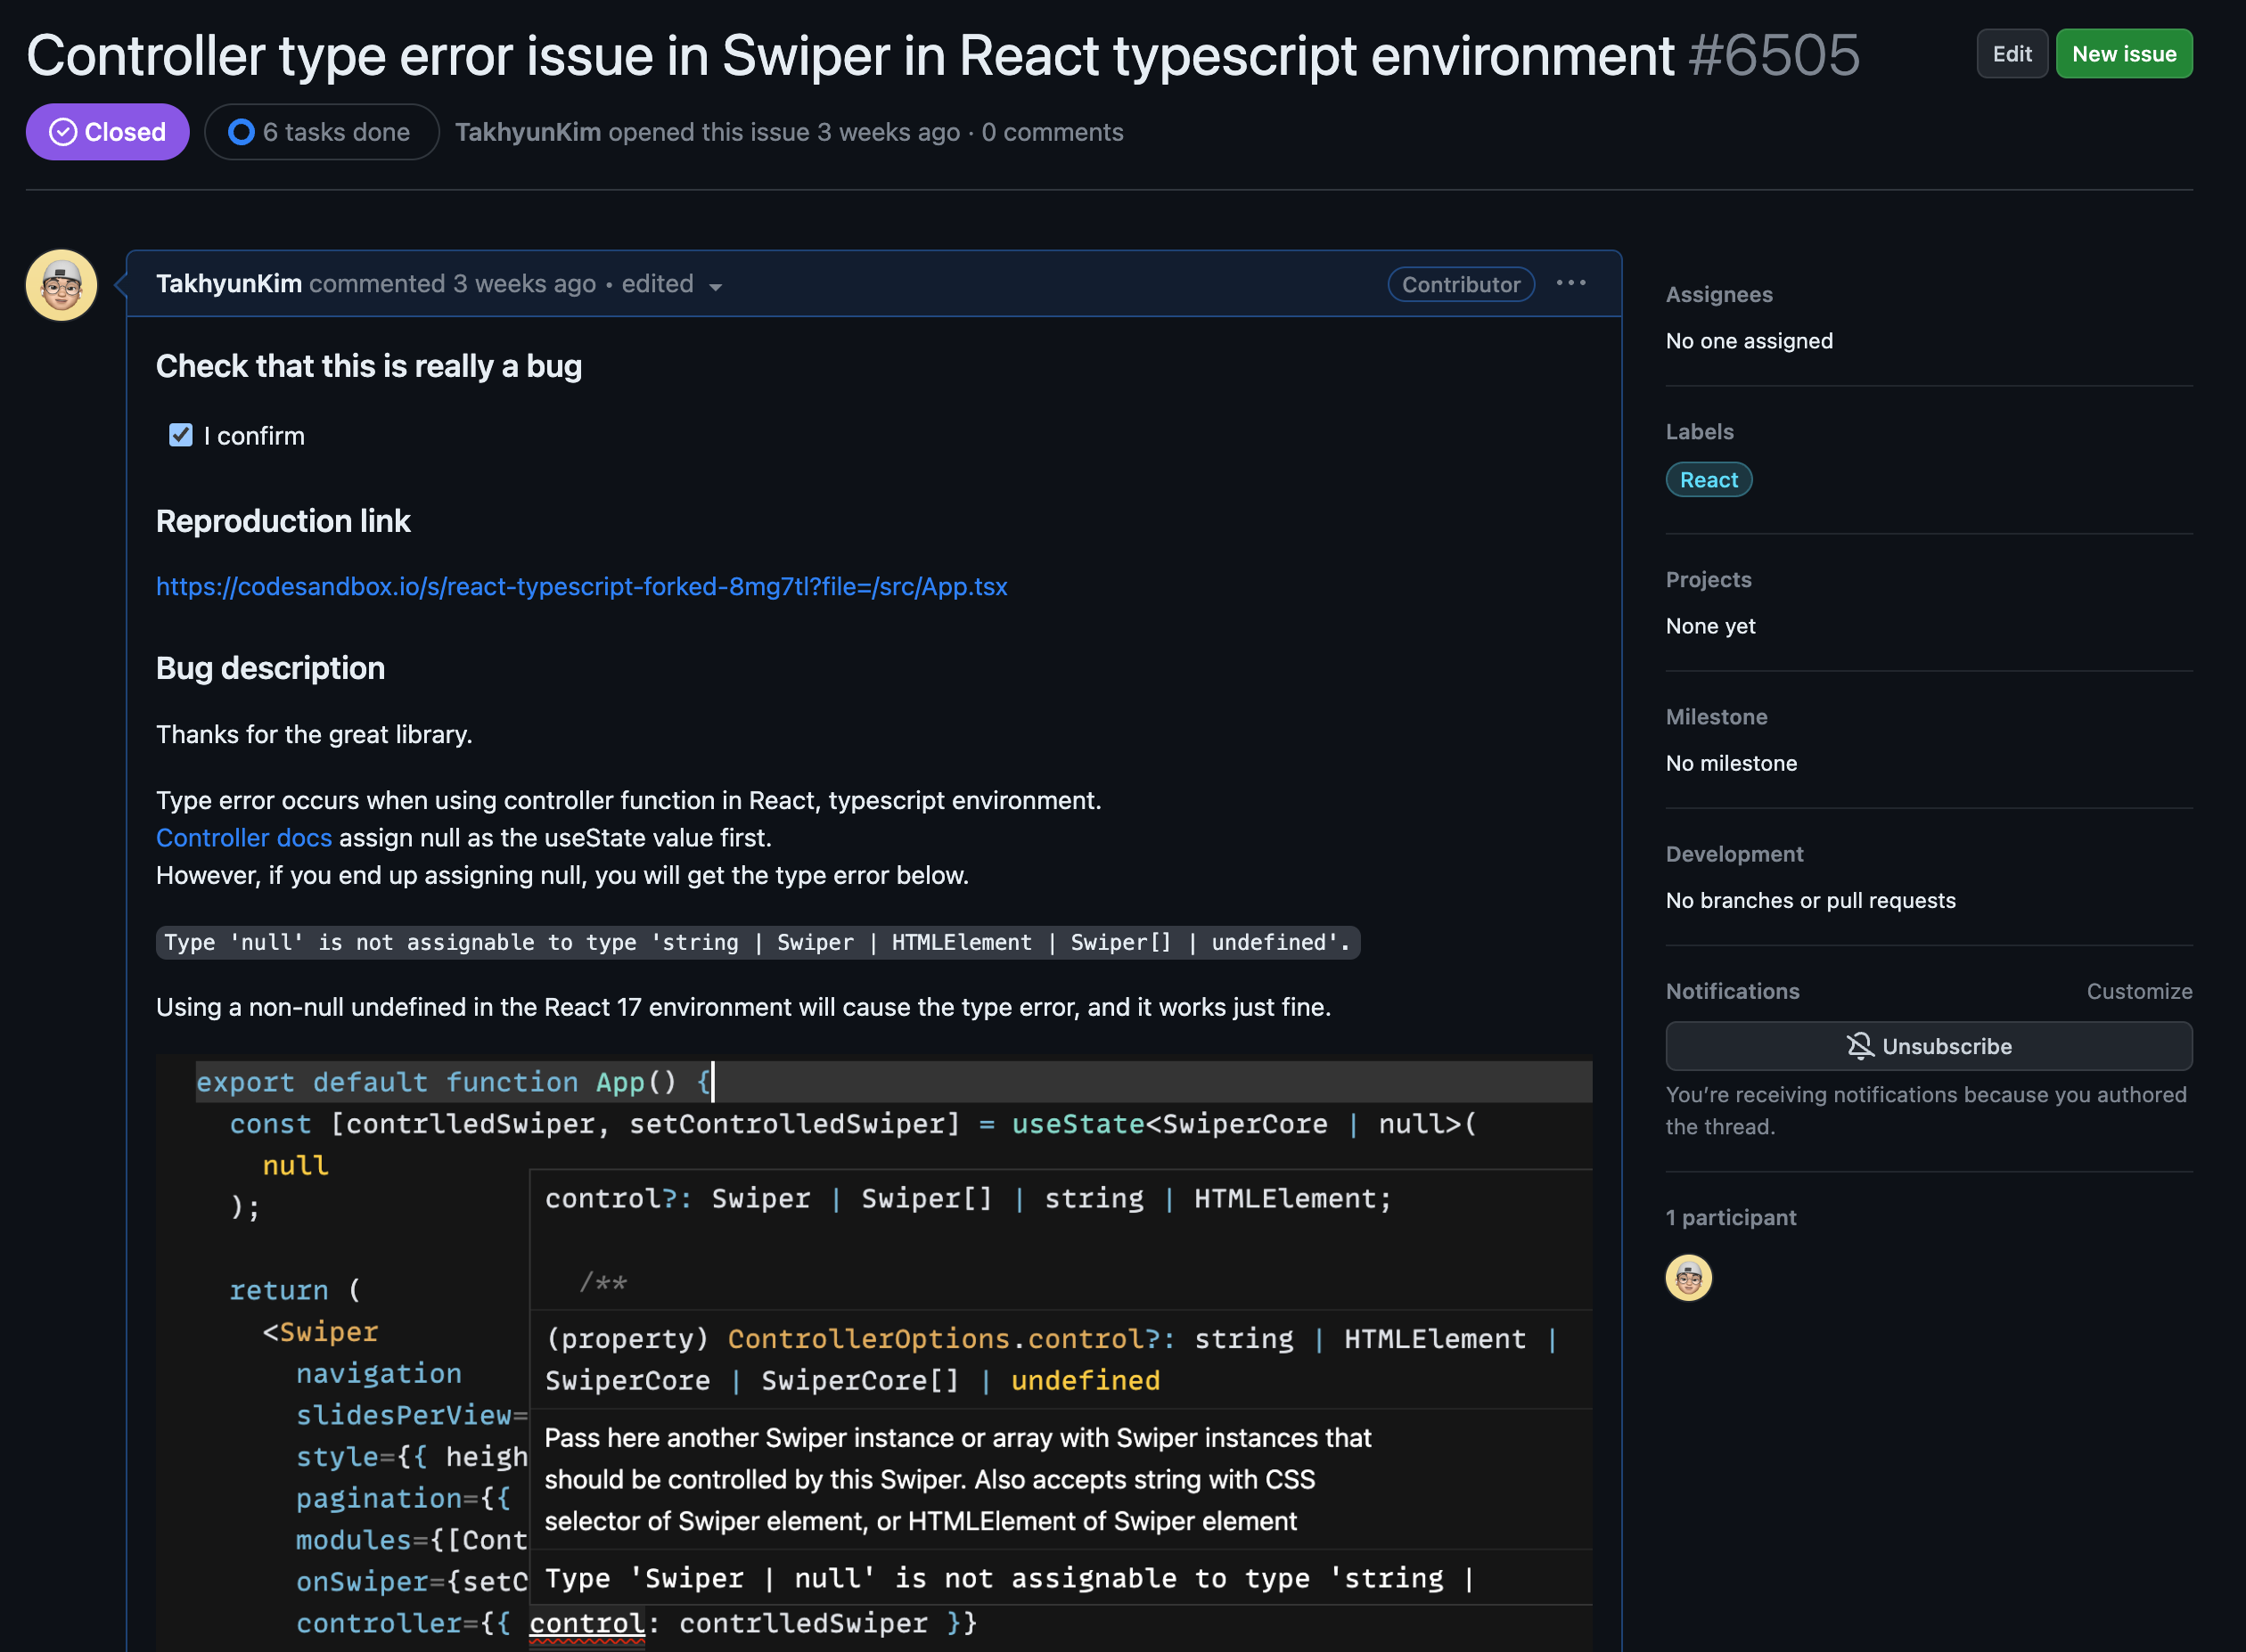 Controller type error issue in Swiper in React typescript environment #6505
Edit
New issue
Closed
6 tasks done
TakhyunKim opened this issue 3 weeks ago · 0 comments
TakhyunKim commented 3 weeks ago • edited
Contributor
Check that this is really a bug
I confirm
Reproduction link
https://codesandbox.io/s/react-typescript-forked-8mg7tl?file=/src/App.tsx
Bug description
Thanks for the great library.
Type error occurs when using controller function in React, typescript environment.
Controller docs assign null as the useState value first.
However, if you end up assigning null, you will get the type error below.
Type 'null' is not assignable to type 'string | Swiper | HTMLElement | Swiper[] | undefined'.
Using a non-null undefined in the React 17 environment will cause the type error, and it works just fine.
export default function App() {
const [contrlledSwiper, setControlledSwiper] = useState<SwiperCore | null>(
null
);
return (
<Swiper
navigation
slidesPerView=
style={{ heigh
pagination={{
modules={[Cont
onSwiper={setC
controller={{ control: contrlledSwiper }}
control?: Swiper | Swiper[] | string | HTMLElement;
/**
(property) ControllerOptions.control?: string | HTMLElement |
SwiperCore | SwiperCore[] | undefined
Pass here another Swiper instance or array with Swiper instances that
should be controlled by this Swiper. Also accepts string with CSS
selector of Swiper element, or HTMLElement of Swiper element
Type 'Swiper | null' is not assignable to type 'string |
Assignees
No one assigned
Labels
React
Projects
None yet
Milestone
No milestone
Development
No branches or pull requests
Notifications
Customize
Unsubscribe
You’re receiving notifications because you authored
the thread.
1 participant